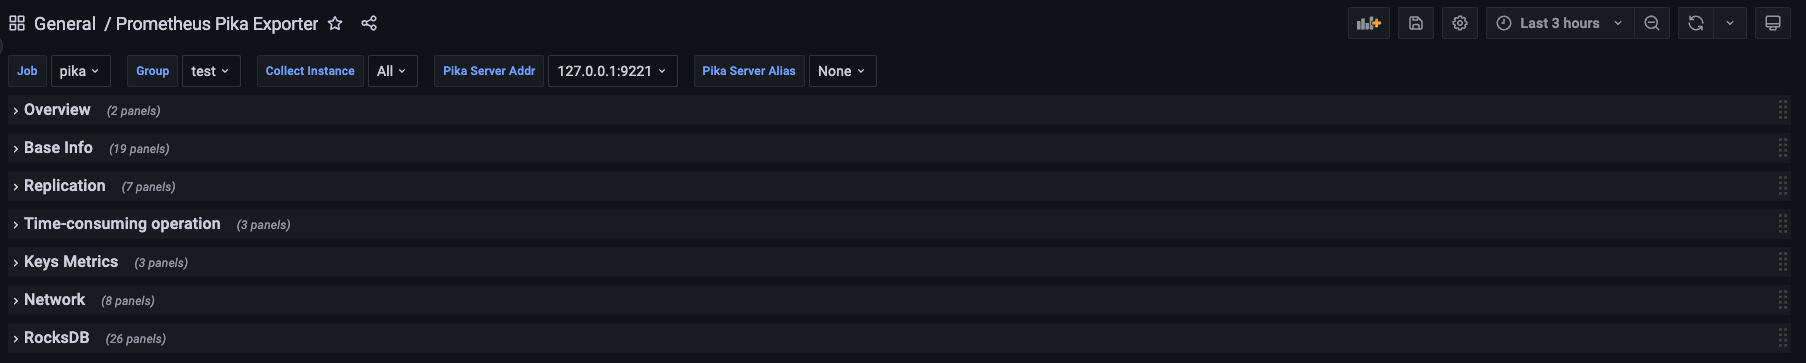 General / Prometheus Pika Exporter Last 3 hours
Job pika Group test Collect Instance All Pika Server Addr 127.0.0.1:9221 Pika Server Alias None
Overview (2 panels)
Base Info (19 panels)
Replication (7 panels)
Time-consuming operation (3 panels)
Keys Metrics (3 panels)
Network (8 panels)
RocksDB (26 panels)